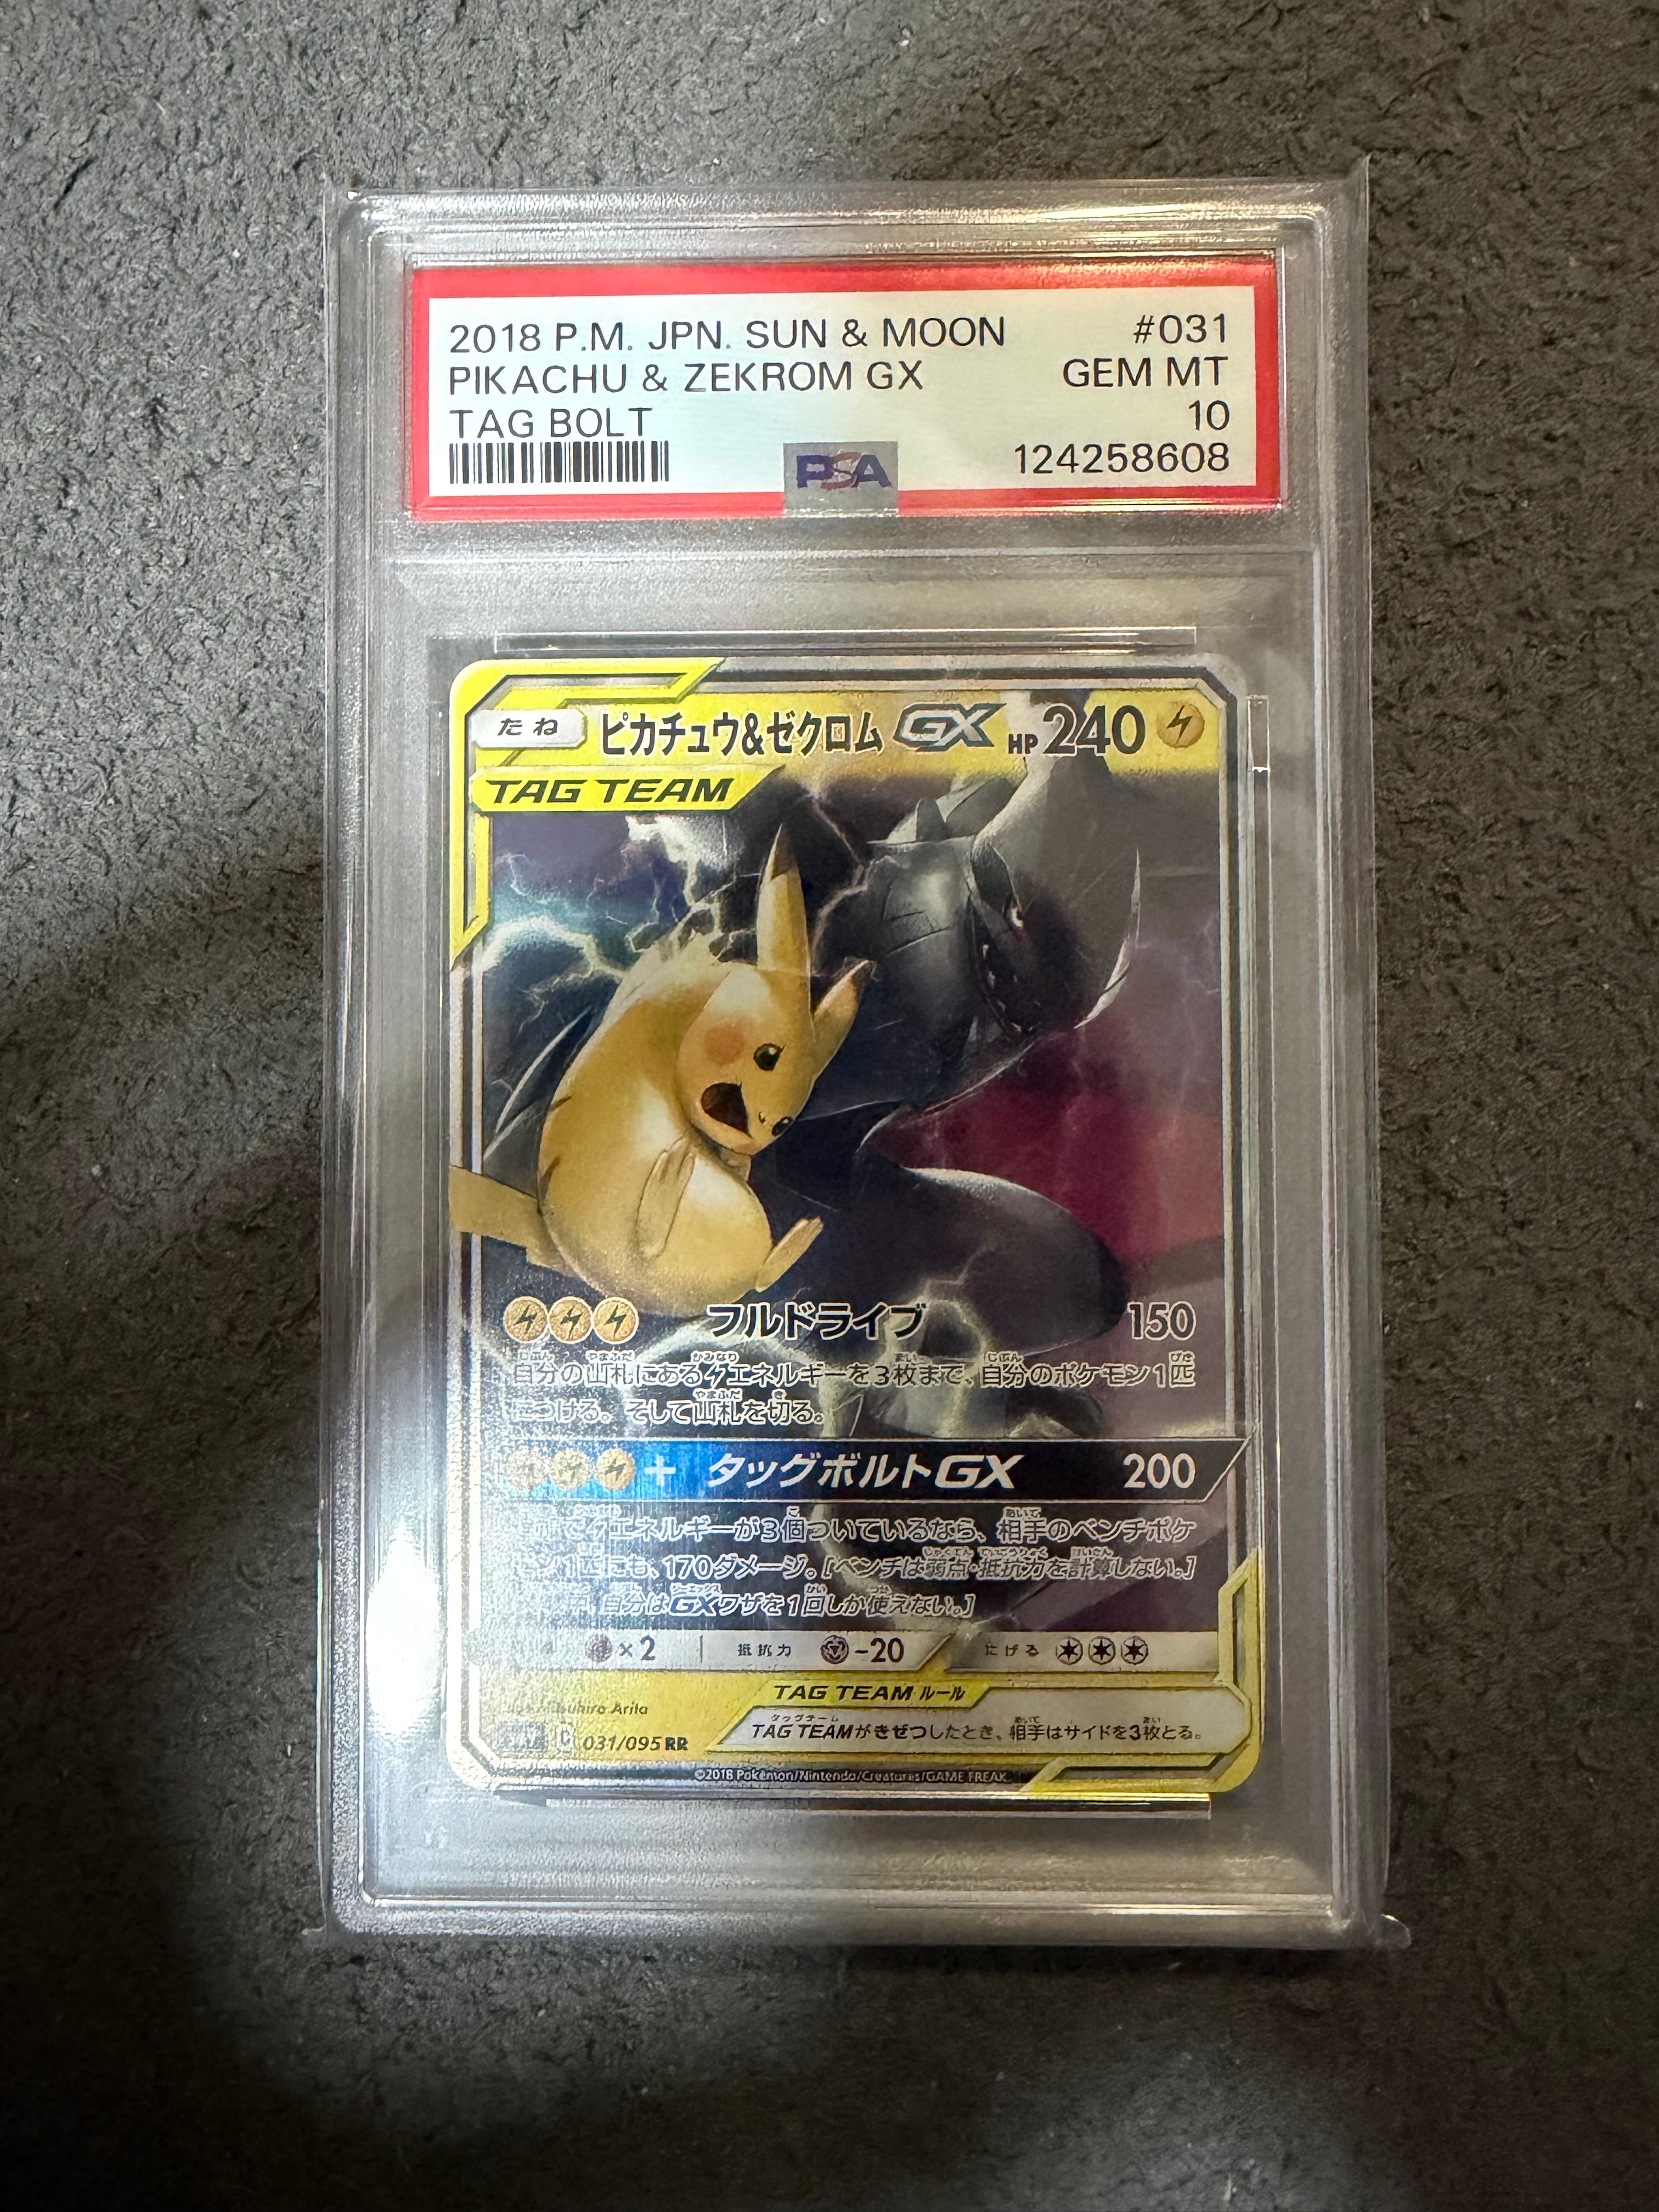 2018 P.M. JPN. SUN & MOON #031
PIKACHU & ZEKROM GX GEM MT
TAG BOLT 10
PSA 124258608
たね ピカチュウ&ゼクロムGX HP 240
TAG TEAM
フルドライブ 150
自分の山札にあるエネルギーを3枚まで、自分のポケモン1匹
につける。そして山札を切る。
+ タッグボルトGX 200
エネルギーが3個ついているなら、相手のベンチポケ
モン1匹にも、170ダメージ。[ベンチは弱点・抵抗力を計算しない。]
自分はGXワザを1回しか使えない。]
×2 抵抗力 -20 にげる
TAG TEAM ルール
Mitsuhiro Arita
TAG TEAMがきぜつしたとき、相手はサイドを3枚とる。
C 031/095 RR
©2018 Pokémon/Nintendo/Creatures/GAME FREAK